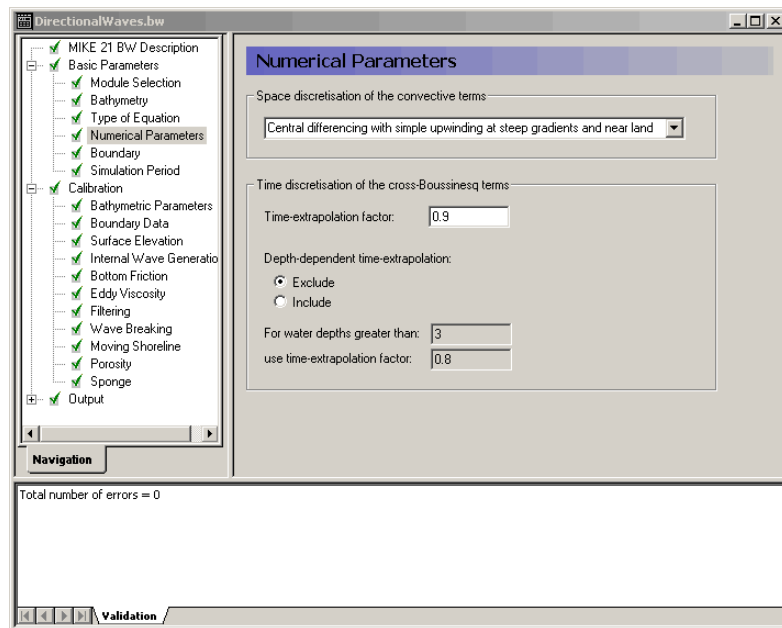 DirectionalWaves.bw
MIKE 21 BW Description
Basic Parameters
Module Selection
Bathymetry
Type of Equation
Numerical Parameters
Boundary
Simulation Period
Calibration
Bathymetric Parameters
Boundary Data
Surface Elevation
Internal Wave Generatio
Bottom Friction
Eddy Viscosity
Filtering
Wave Breaking
Moving Shoreline
Porosity
Sponge
Output
Navigation
Numerical Parameters
Space discretisation of the convective terms
Central differencing with simple upwinding at steep gradients and near land
Time discretisation of the cross-Boussinesq terms
Time-extrapolation factor: 0.9
Depth-dependent time-extrapolation:
Exclude
Include
For water depths greater than: 3
use time-extrapolation factor: 0.8
Total number of errors = 0
Validation